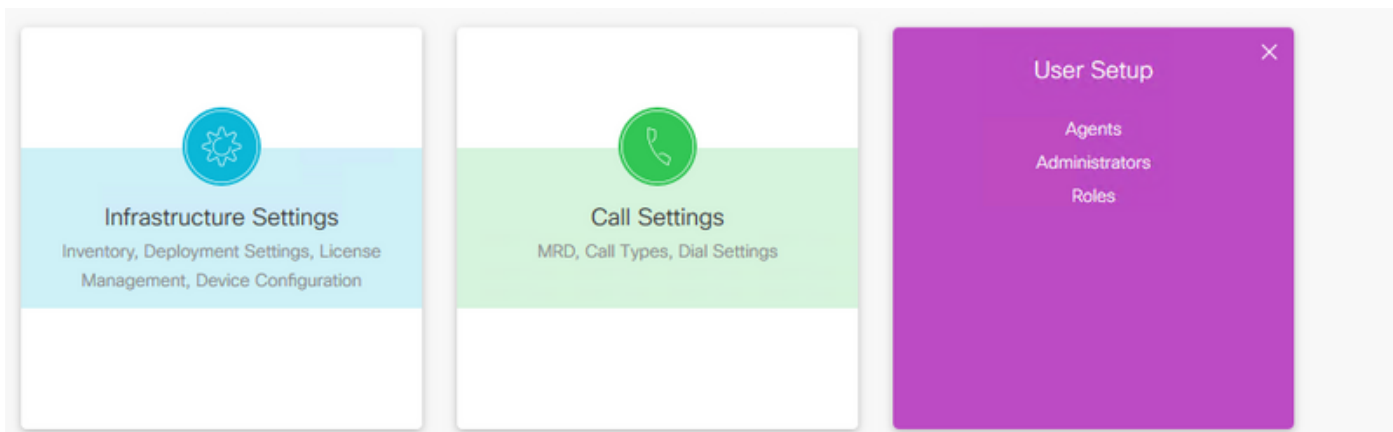 Infrastructure Settings
Inventory, Deployment Settings, License
Management, Device Configuration
Call Settings
MRD, Call Types, Dial Settings
User Setup
Agents
Administrators
Roles